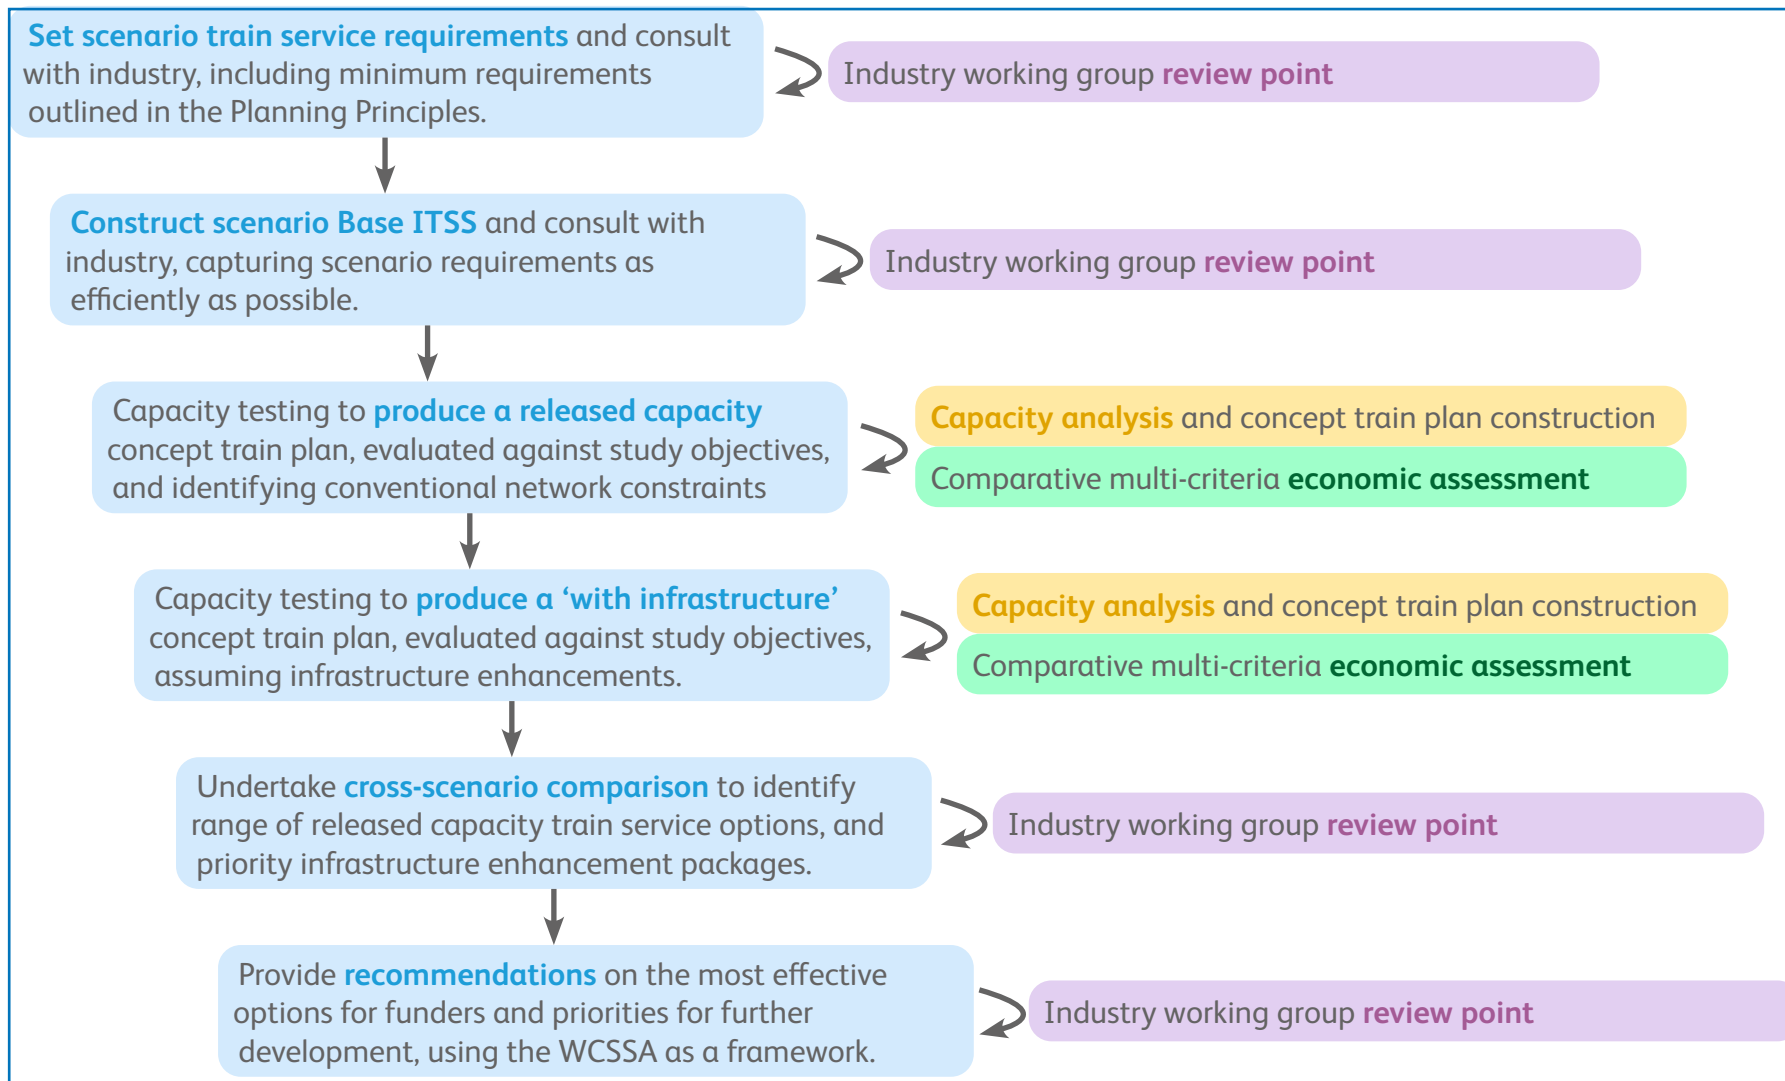 Set scenario train service requirements and consult
with industry, including minimum requirements
outlined in the Planning Principles.
Industry working group review point
Construct scenario Base ITSS and consult with
industry, capturing scenario requirements as
efficiently as possible.
Industry working group review point
Capacity testing to produce a released capacity
concept train plan, evaluated against study objectives,
and identifying conventional network constraints
Capacity analysis and concept train plan construction
Comparative multi-criteria economic assessment
Capacity testing to produce a ‘with infrastructure’
concept train plan, evaluated against study objectives,
assuming infrastructure enhancements.
Capacity analysis and concept train plan construction
Comparative multi-criteria economic assessment
Undertake cross-scenario comparison to identify
range of released capacity train service options, and
priority infrastructure enhancement packages.
Industry working group review point
Provide recommendations on the most effective
options for funders and priorities for further
development, using the WCSSA as a framework.
Industry working group review point